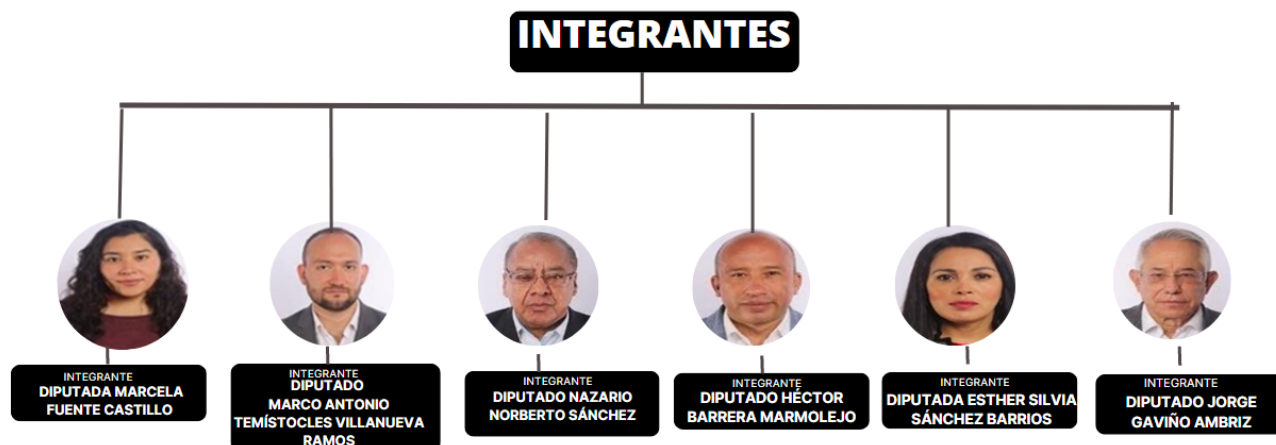 INTEGRANTES
INTEGRANTE
DIPUTADA MARCELA
FUENTE CASTILLO
INTEGRANTE
DIPUTADO
MARCO ANTONIO
TEMÍSTOCLES VILLANUEVA
RAMOS
INTEGRANTE
DIPUTADO NAZARIO
NORBERTO SÁNCHEZ
INTEGRANTE
DIPUTADO HÉCTOR
BARRERA MARMOLEJO
INTEGRANTE
DIPUTADA ESTHER SILVIA
SÁNCHEZ BARRIOS
INTEGRANTE
DIPUTADO JORGE
GAVIÑO AMBRIZ